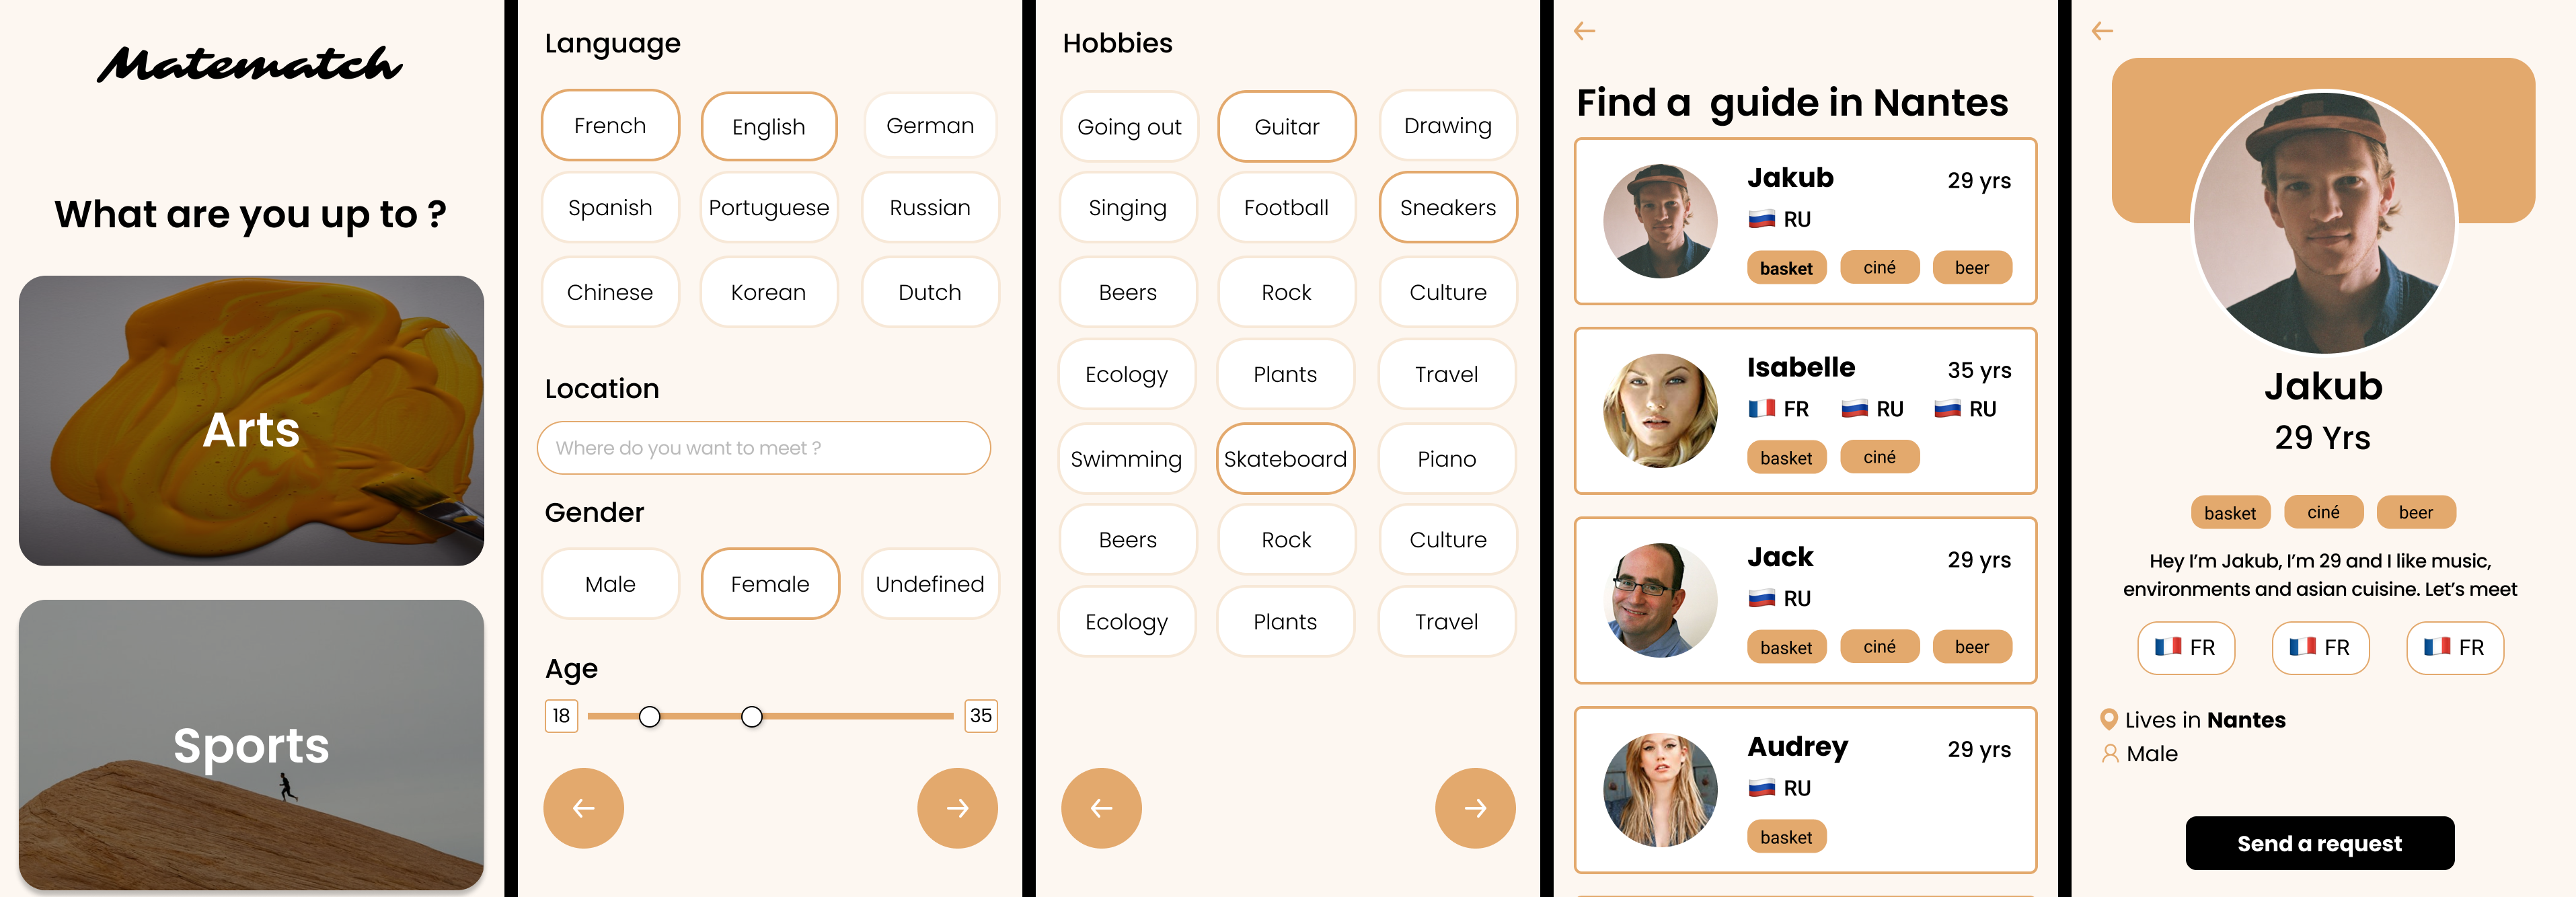 Matematch
What are you up to ?
Arts
Sports
Language
French English German
Spanish Portuguese Russian
Chinese Korean Dutch
Location
Where do you want to meet ?
Gender
Male Female Undefined
Age
18 35
Hobbies
Going out Guitar Drawing
Singing Football Sneakers
Beers Rock Culture
Ecology Plants Travel
Swimming Skateboard Piano
Beers Rock Culture
Ecology Plants Travel
Find a guide in Nantes
Jakub 29 yrs
RU
basket ciné beer
Isabelle 35 yrs
FR RU RU
basket ciné
Jack 29 yrs
RU
basket ciné beer
Audrey 29 yrs
RU
basket
Jakub
29 Yrs
basket ciné beer
Hey I’m Jakub, I’m 29 and I like music,
environments and asian cuisine. Let’s meet
FR FR FR
Lives in Nantes
Male
Send a request